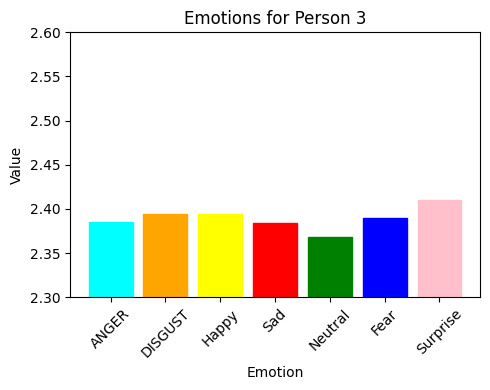 Emotions for Person 3
Value
2.60
2.55
2.50
2.45
2.40
2.35
2.30
ANGER
DISGUST
Happy
Sad
Neutral
Fear
Surprise
Emotion